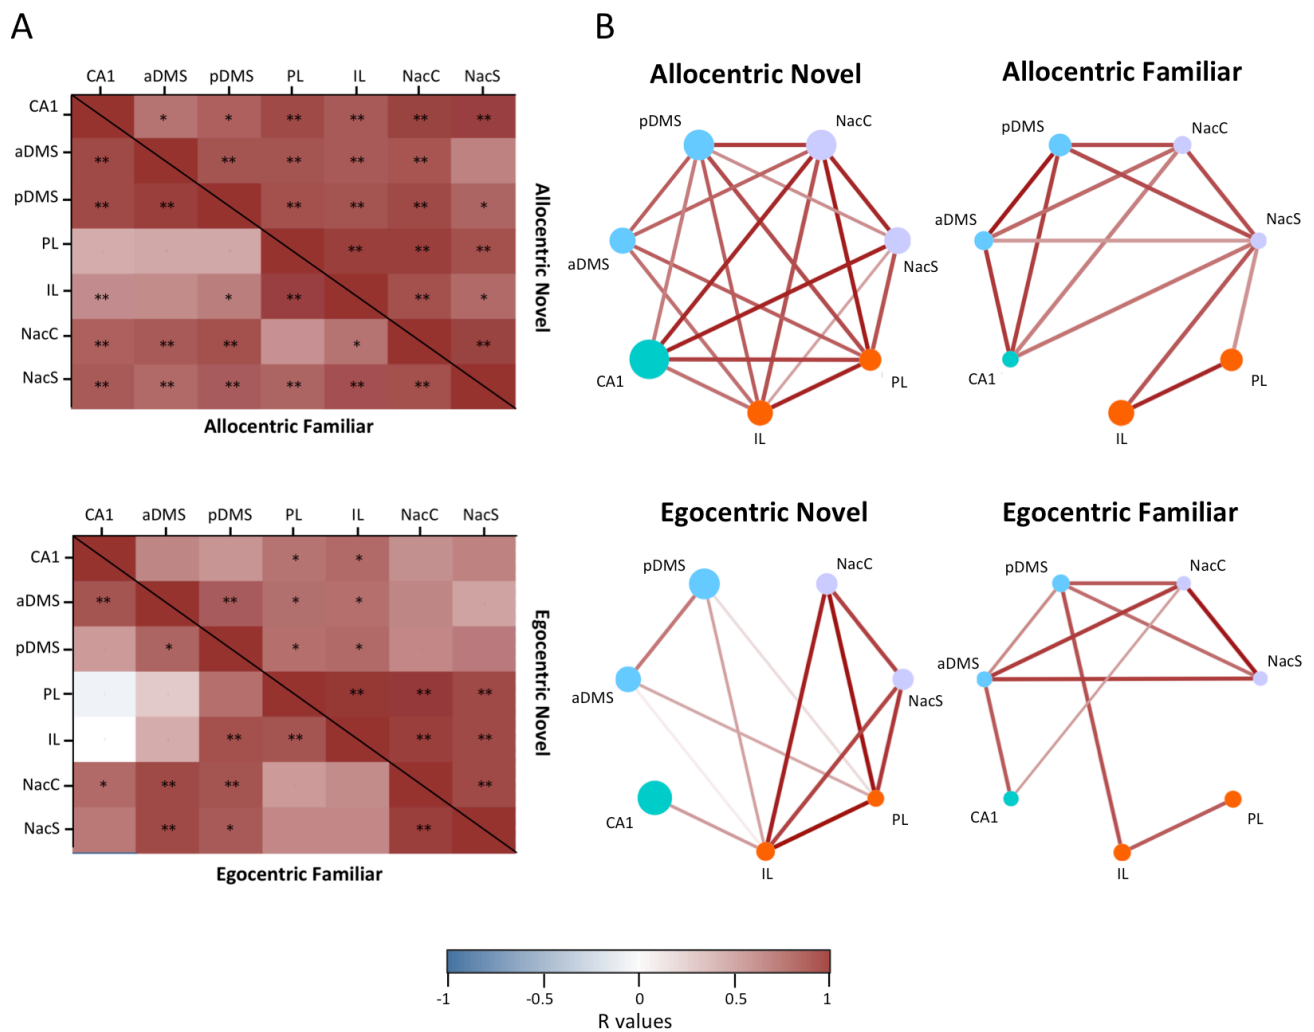 A
CA1 aDMS pDMS PL IL NacC NacS
CA1 * * ** ** ** **
aDMS ** ** ** ** **
pDMS ** ** ** ** ** *
PL ** ** **
IL ** * ** ** *
NacC ** ** ** * **
NacS ** ** ** ** ** **
Allocentric Novel
Allocentric Familiar
CA1 aDMS pDMS PL IL NacC NacS
CA1 * *
aDMS ** ** * *
pDMS * * *
PL ** ** **
IL ** ** ** **
NacC * ** ** **
NacS ** * **
Egocentric Novel
Egocentric Familiar
B
Allocentric Novel
pDMS NacC
aDMS NacS
CA1 PL
IL
Allocentric Familiar
pDMS NacC
aDMS NacS
CA1 PL
IL
Egocentric Novel
pDMS NacC
aDMS NacS
CA1 PL
IL
Egocentric Familiar
pDMS NacC
aDMS NacS
CA1 PL
IL
-1 -0.5 0 0.5 1
R values